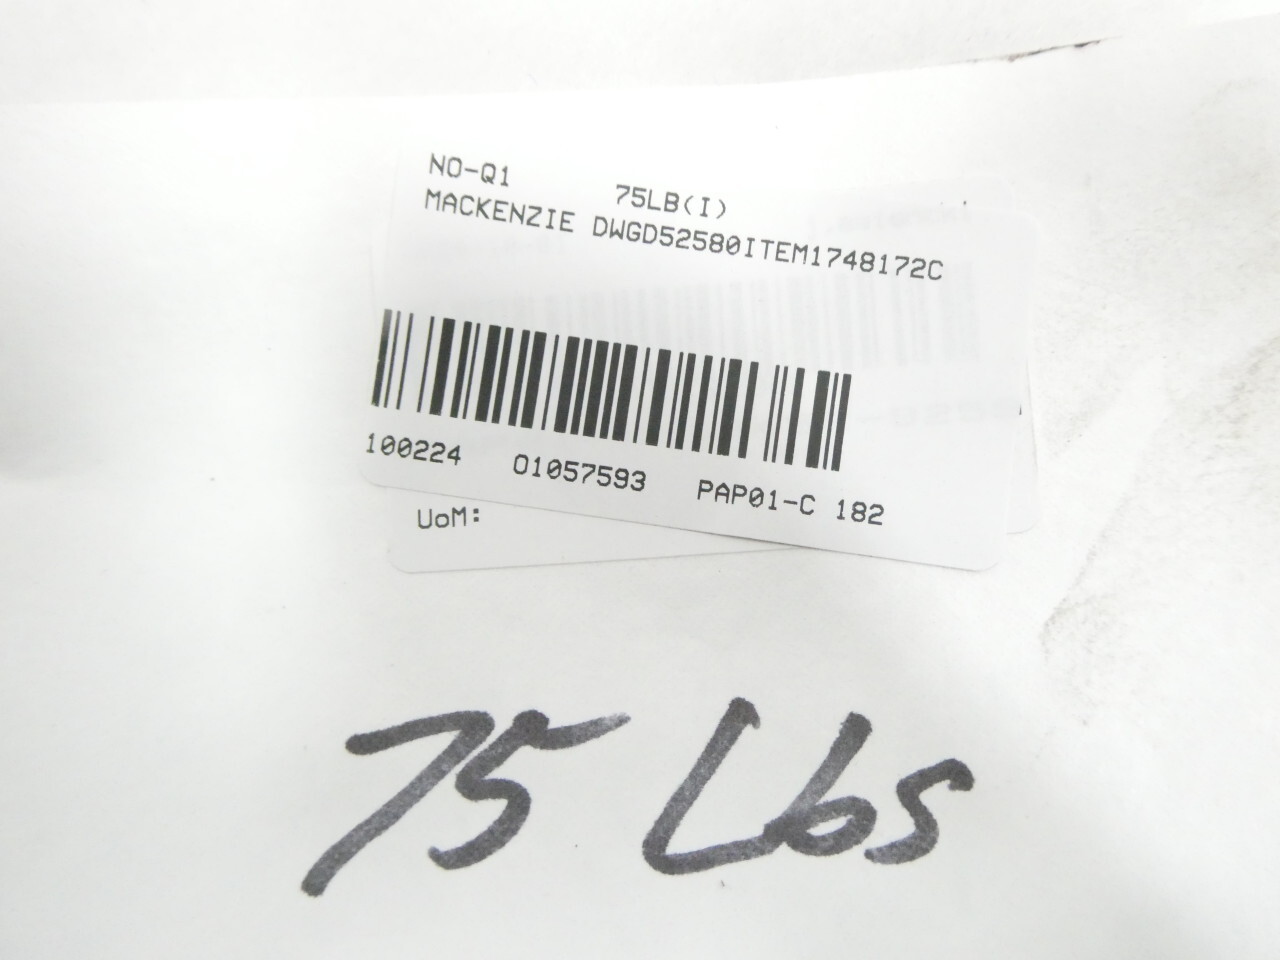 NO-Q1 75LB(I)
MACKENZIE DWGD52580ITEM1748172C
100224 01057593 PAP01-C 182
UoM:
75 Lbs